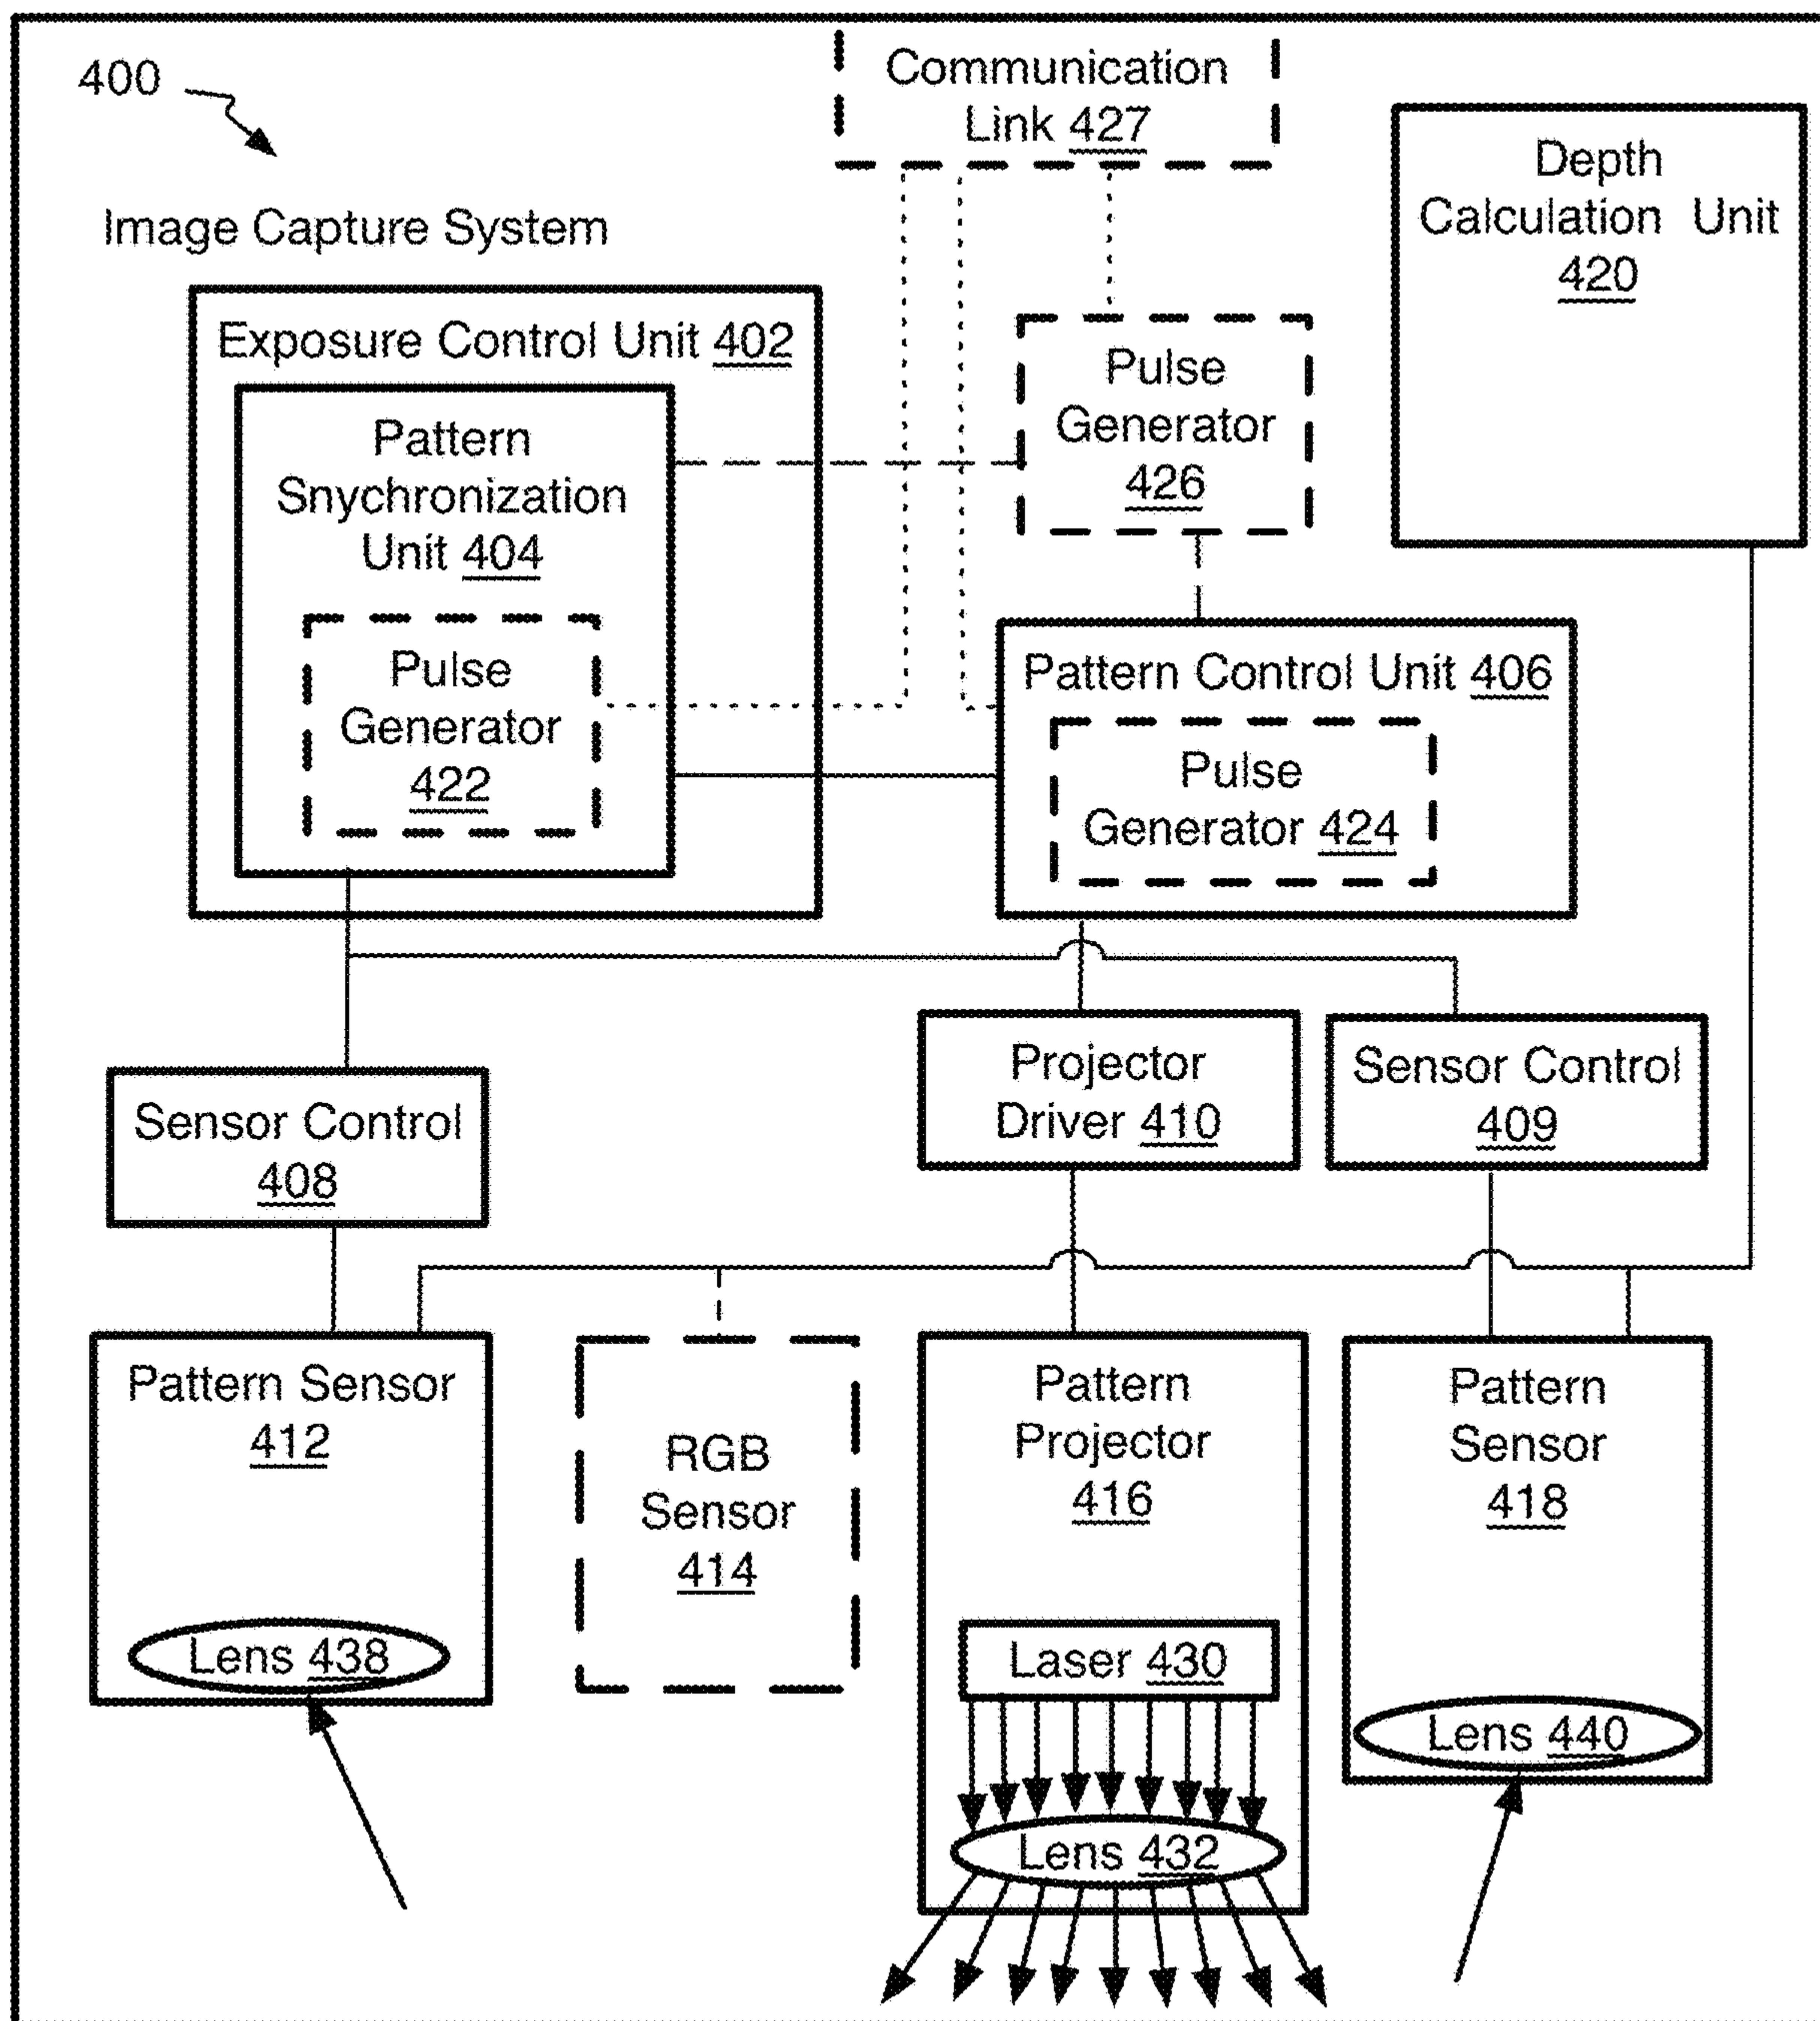 400
Communication
Link 427
Image Capture System
Depth
Calculation Unit
420
Exposure Control Unit 402
Pattern
Snychronization
Unit 404
Pulse
Generator
422
Pulse
Generator
426
Pattern Control Unit 406
Pulse
Generator 424
Sensor Control
408
Projector
Driver 410
Sensor Control
409
Pattern Sensor
412
RGB
Sensor
414
Pattern
Projector
416
Pattern
Sensor
418
Lens 438
Laser 430
Lens 432
Lens 440